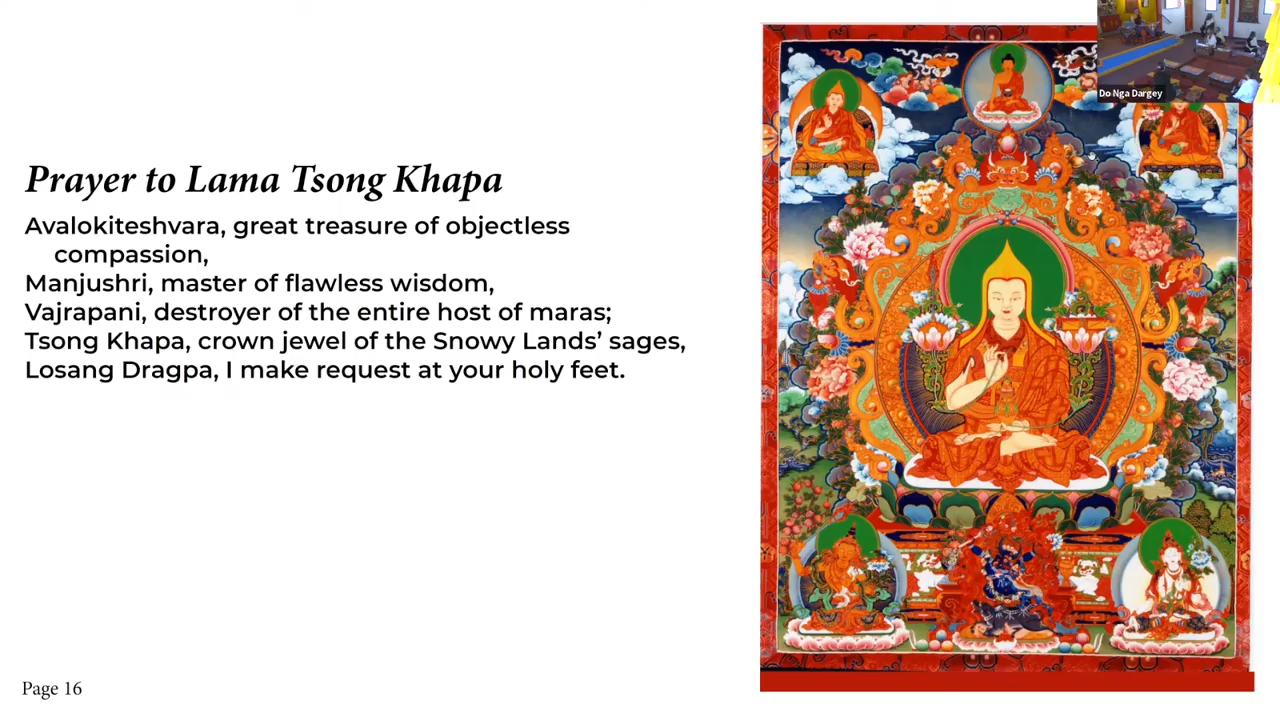 Do Nga Dargey
Prayer to Lama Tsong Khapa
Avalokiteshvara, great treasure of objectless
compassion,
Manjushri, master of flawless wisdom,
Vajrapani, destroyer of the entire host of maras;
Tsong Khapa, crown jewel of the Snowy Lands’ sages,
Losang Dragpa, I make request at your holy feet.
Page 16